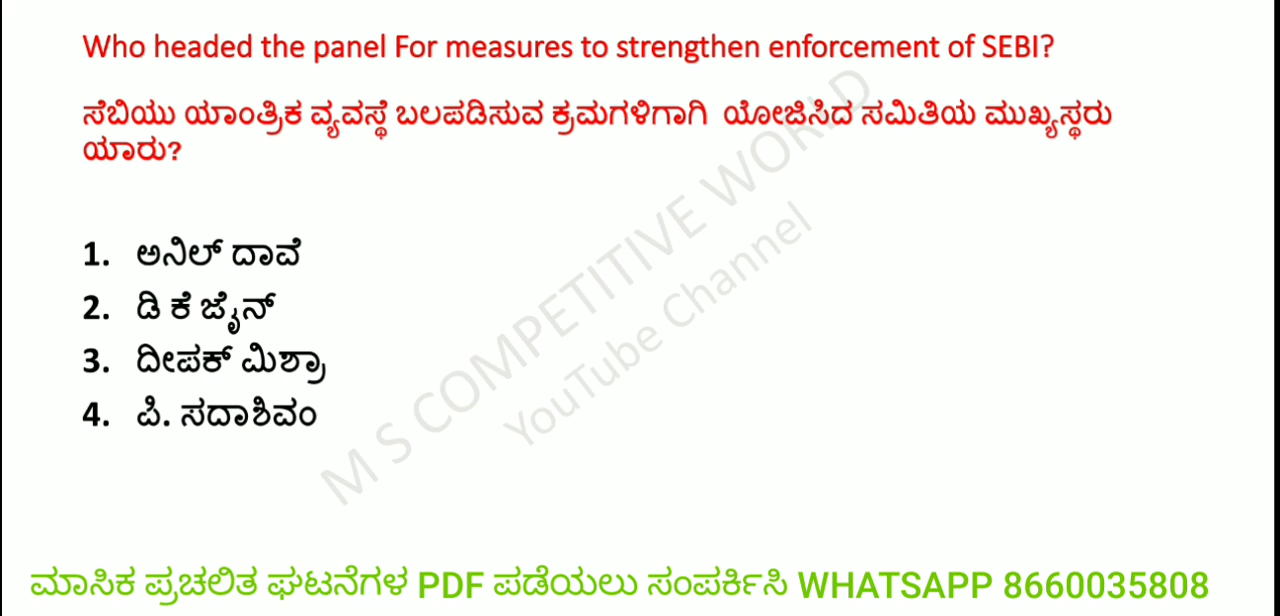 Who headed the panel For measures to strengthen enforcement of SEBI?
ಸೆಬಿಯು ಯಾಂತ್ರಿಕ ವ್ಯವಸ್ಥೆ ಬಲಪಡಿಸುವ ಕ್ರಮಗಳಿಗಾಗಿ ಯೋಜಿಸಿದ ಸಮಿತಿಯ ಮುಖ್ಯಸ್ಥರು
ಯಾರು?
1. ಅನಿಲ್ ದಾವೆ
2. ಡಿ ಕೆ ಜೈನ್
3. ದೀಪಕ್ ಮಿಶ್ರಾ
4. ಪಿ. ಸದಾಶಿವಂ
M S COMPETITIVE WORLD
YouTube Channel
ಮಾಸಿಕ ಪ್ರಚಲಿತ ಘಟನೆಗಳ PDF ಪಡೆಯಲು ಸಂಪರ್ಕಿಸಿ WHATSAPP 8660035808